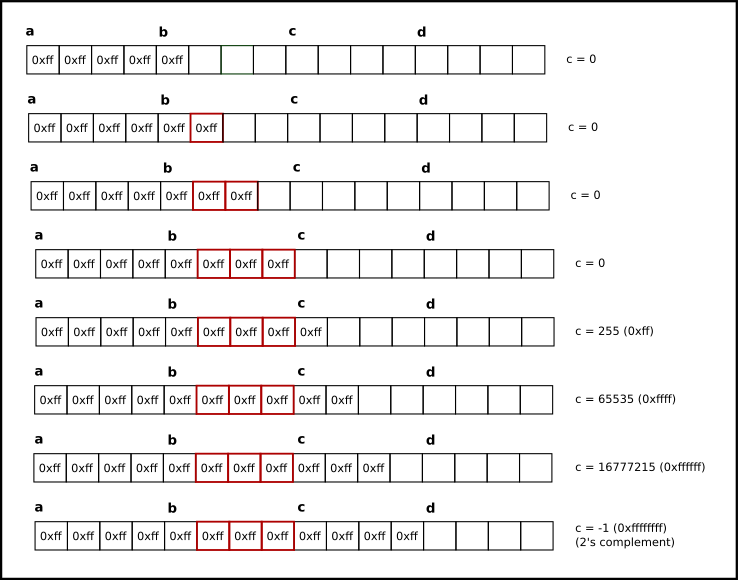 a b c d
0xff 0xff 0xff 0xff 0xff c = 0
a b c d
0xff 0xff 0xff 0xff 0xff 0xff c = 0
a b c d
0xff 0xff 0xff 0xff 0xff 0xff 0xff c = 0
a b c d
0xff 0xff 0xff 0xff 0xff 0xff 0xff 0xff c = 0
a b c d
0xff 0xff 0xff 0xff 0xff 0xff 0xff 0xff 0xff c = 255 (0xff)
a b c d
0xff 0xff 0xff 0xff 0xff 0xff 0xff 0xff 0xff 0xff c = 65535 (0xffff)
a b c d
0xff 0xff 0xff 0xff 0xff 0xff 0xff 0xff 0xff 0xff 0xff c = 16777215 (0xffffff)
a b c d
0xff 0xff 0xff 0xff 0xff 0xff 0xff 0xff 0xff 0xff 0xff 0xff c = -1 (0xffffffff)
(2's complement)